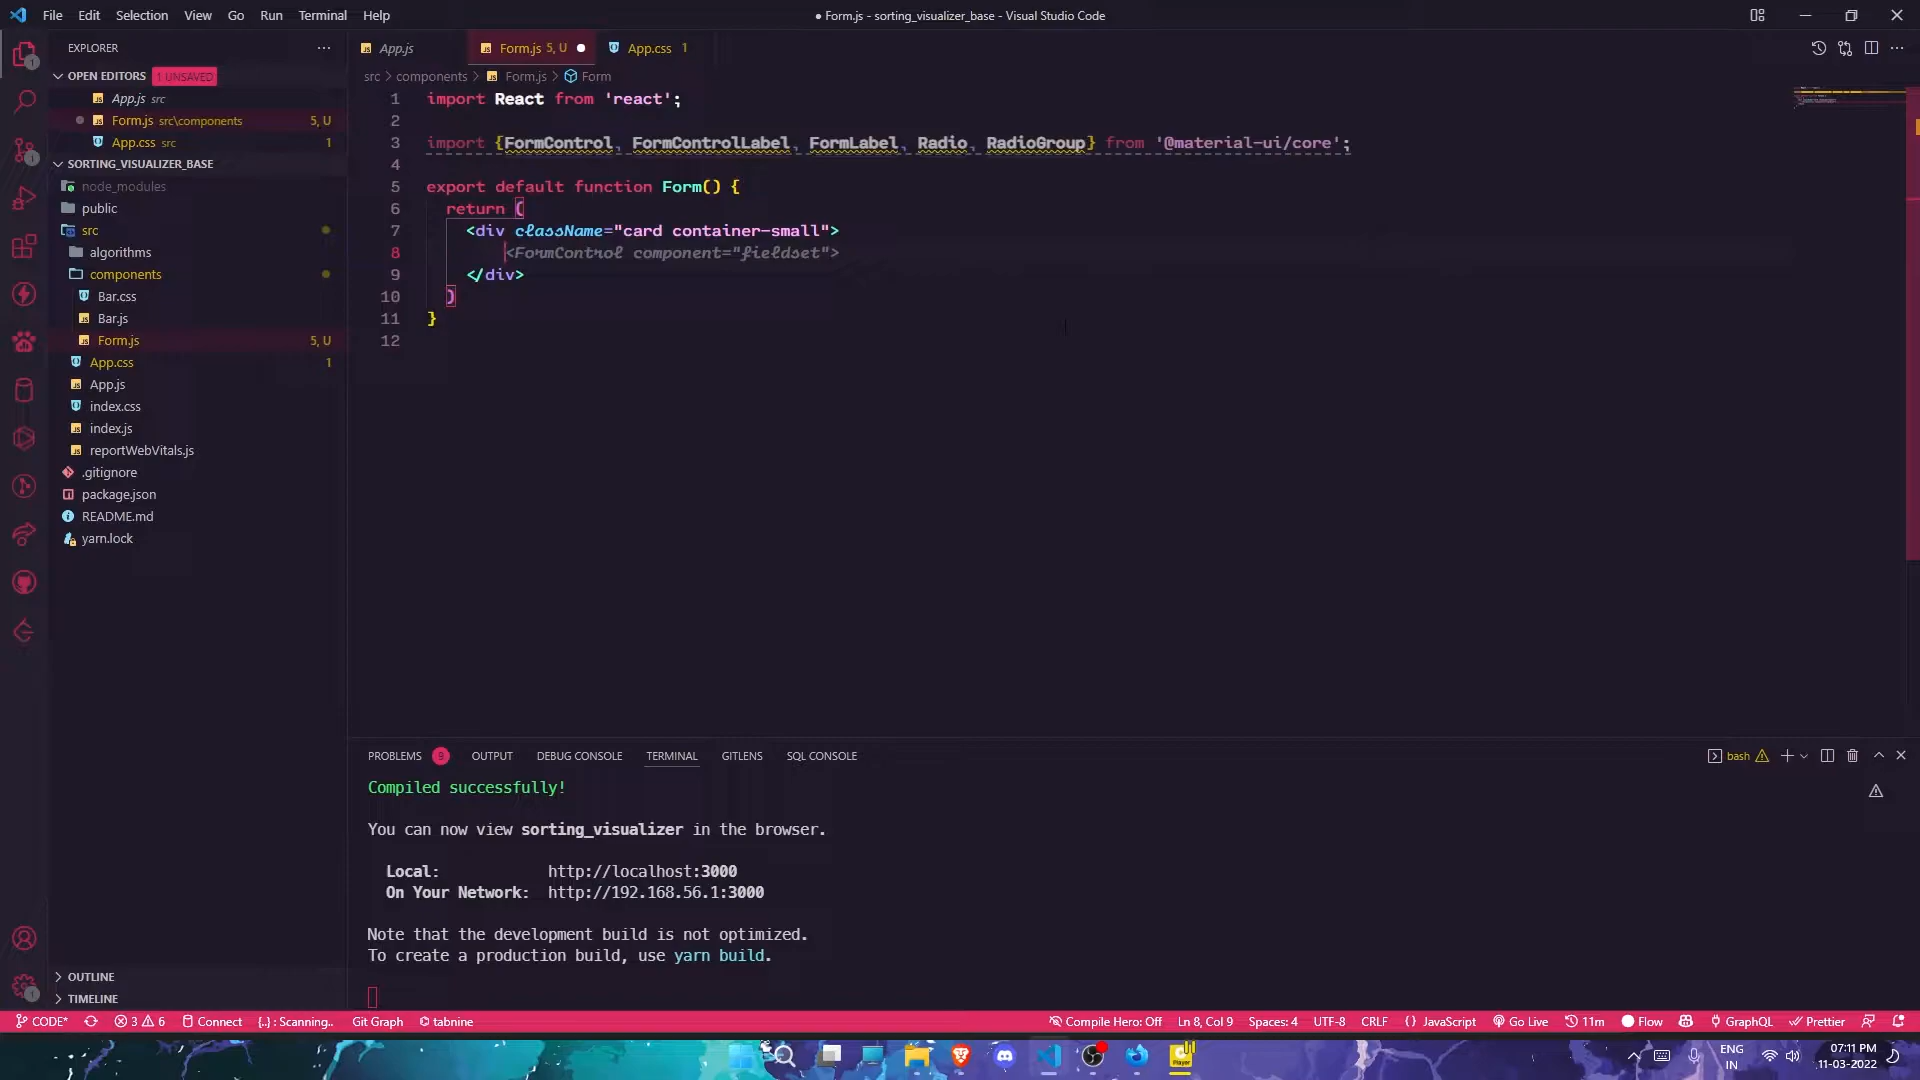 File Edit Selection View Go Run Terminal Help
● Form.js - sorting_visualizer_base - Visual Studio Code
EXPLORER
OPEN EDITORS 1 UNSAVED
App.js src
Form.js src\components 5, U
App.css src 1
SORTING_VISUALIZER_BASE
node_modules
public
src
algorithms
components
Bar.css
Bar.js
Form.js 5, U
App.css 1
App.js
index.css
index.js
reportWebVitals.js
.gitignore
package.json
README.md
yarn.lock
OUTLINE
TIMELINE
App.js Form.js 5, U App.css 1
src > components > Form.js > Form
1 import React from 'react';
2
3 import {FormControl, FormControlLabel, FormLabel, Radio, RadioGroup} from '@material-ui/core';
4
5 export default function Form() {
6 return (
7 <div className="card container-small">
8 <FormControl component="fieldset">
9 </div>
10 )
11 }
12
PROBLEMS 9 OUTPUT DEBUG CONSOLE TERMINAL GITLENS SQL CONSOLE
bash
Compiled successfully!
You can now view sorting_visualizer in the browser.
Local: http://localhost:3000
On Your Network: http://192.168.56.1:3000
Note that the development build is not optimized.
To create a production build, use yarn build.
CODE* 3 6 Connect {..} : Scanning.. Git Graph tabnine
Compile Hero: Off Ln 8, Col 9 Spaces: 4 UTF-8 CRLF {} JavaScript Go Live 11m Flow GraphQL Prettier
ENG
IN
07:11 PM
11-03-2022